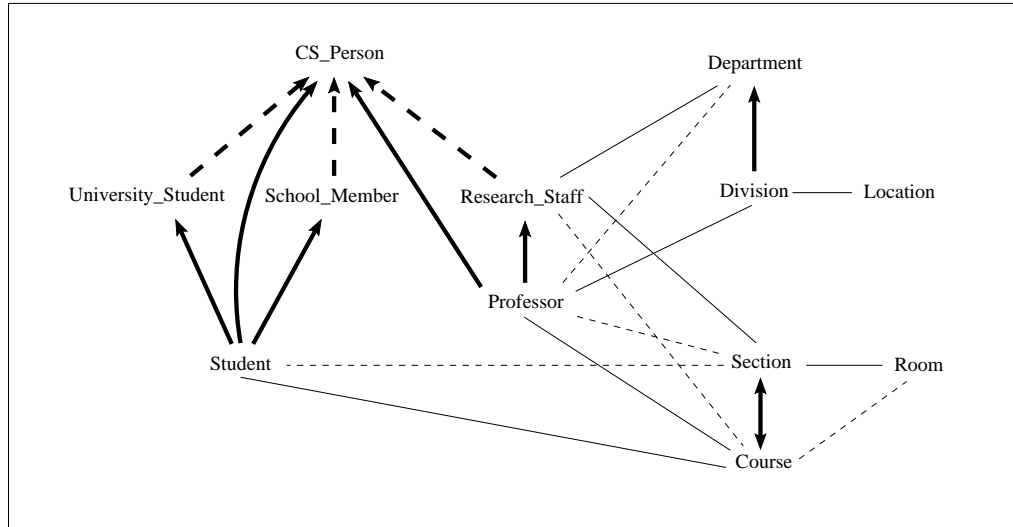 CS_Person
Department
University_Student
School_Member
Research_Staff
Division
Location
Professor
Student
Section
Room
Course